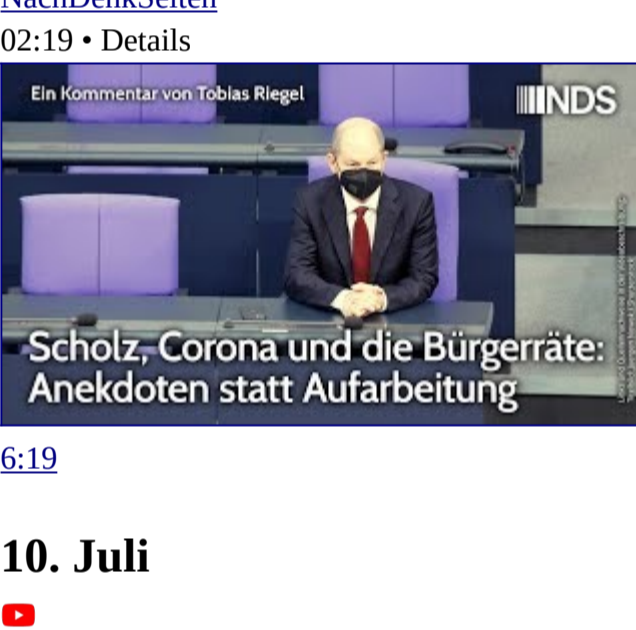 NachDenkSeiten
02:19 • Details
Ein Kommentar von Tobias Riegel
NDS
Scholz, Corona und die Bürgerräte:
Anekdoten statt Aufarbeitung
6:19
10. Juli